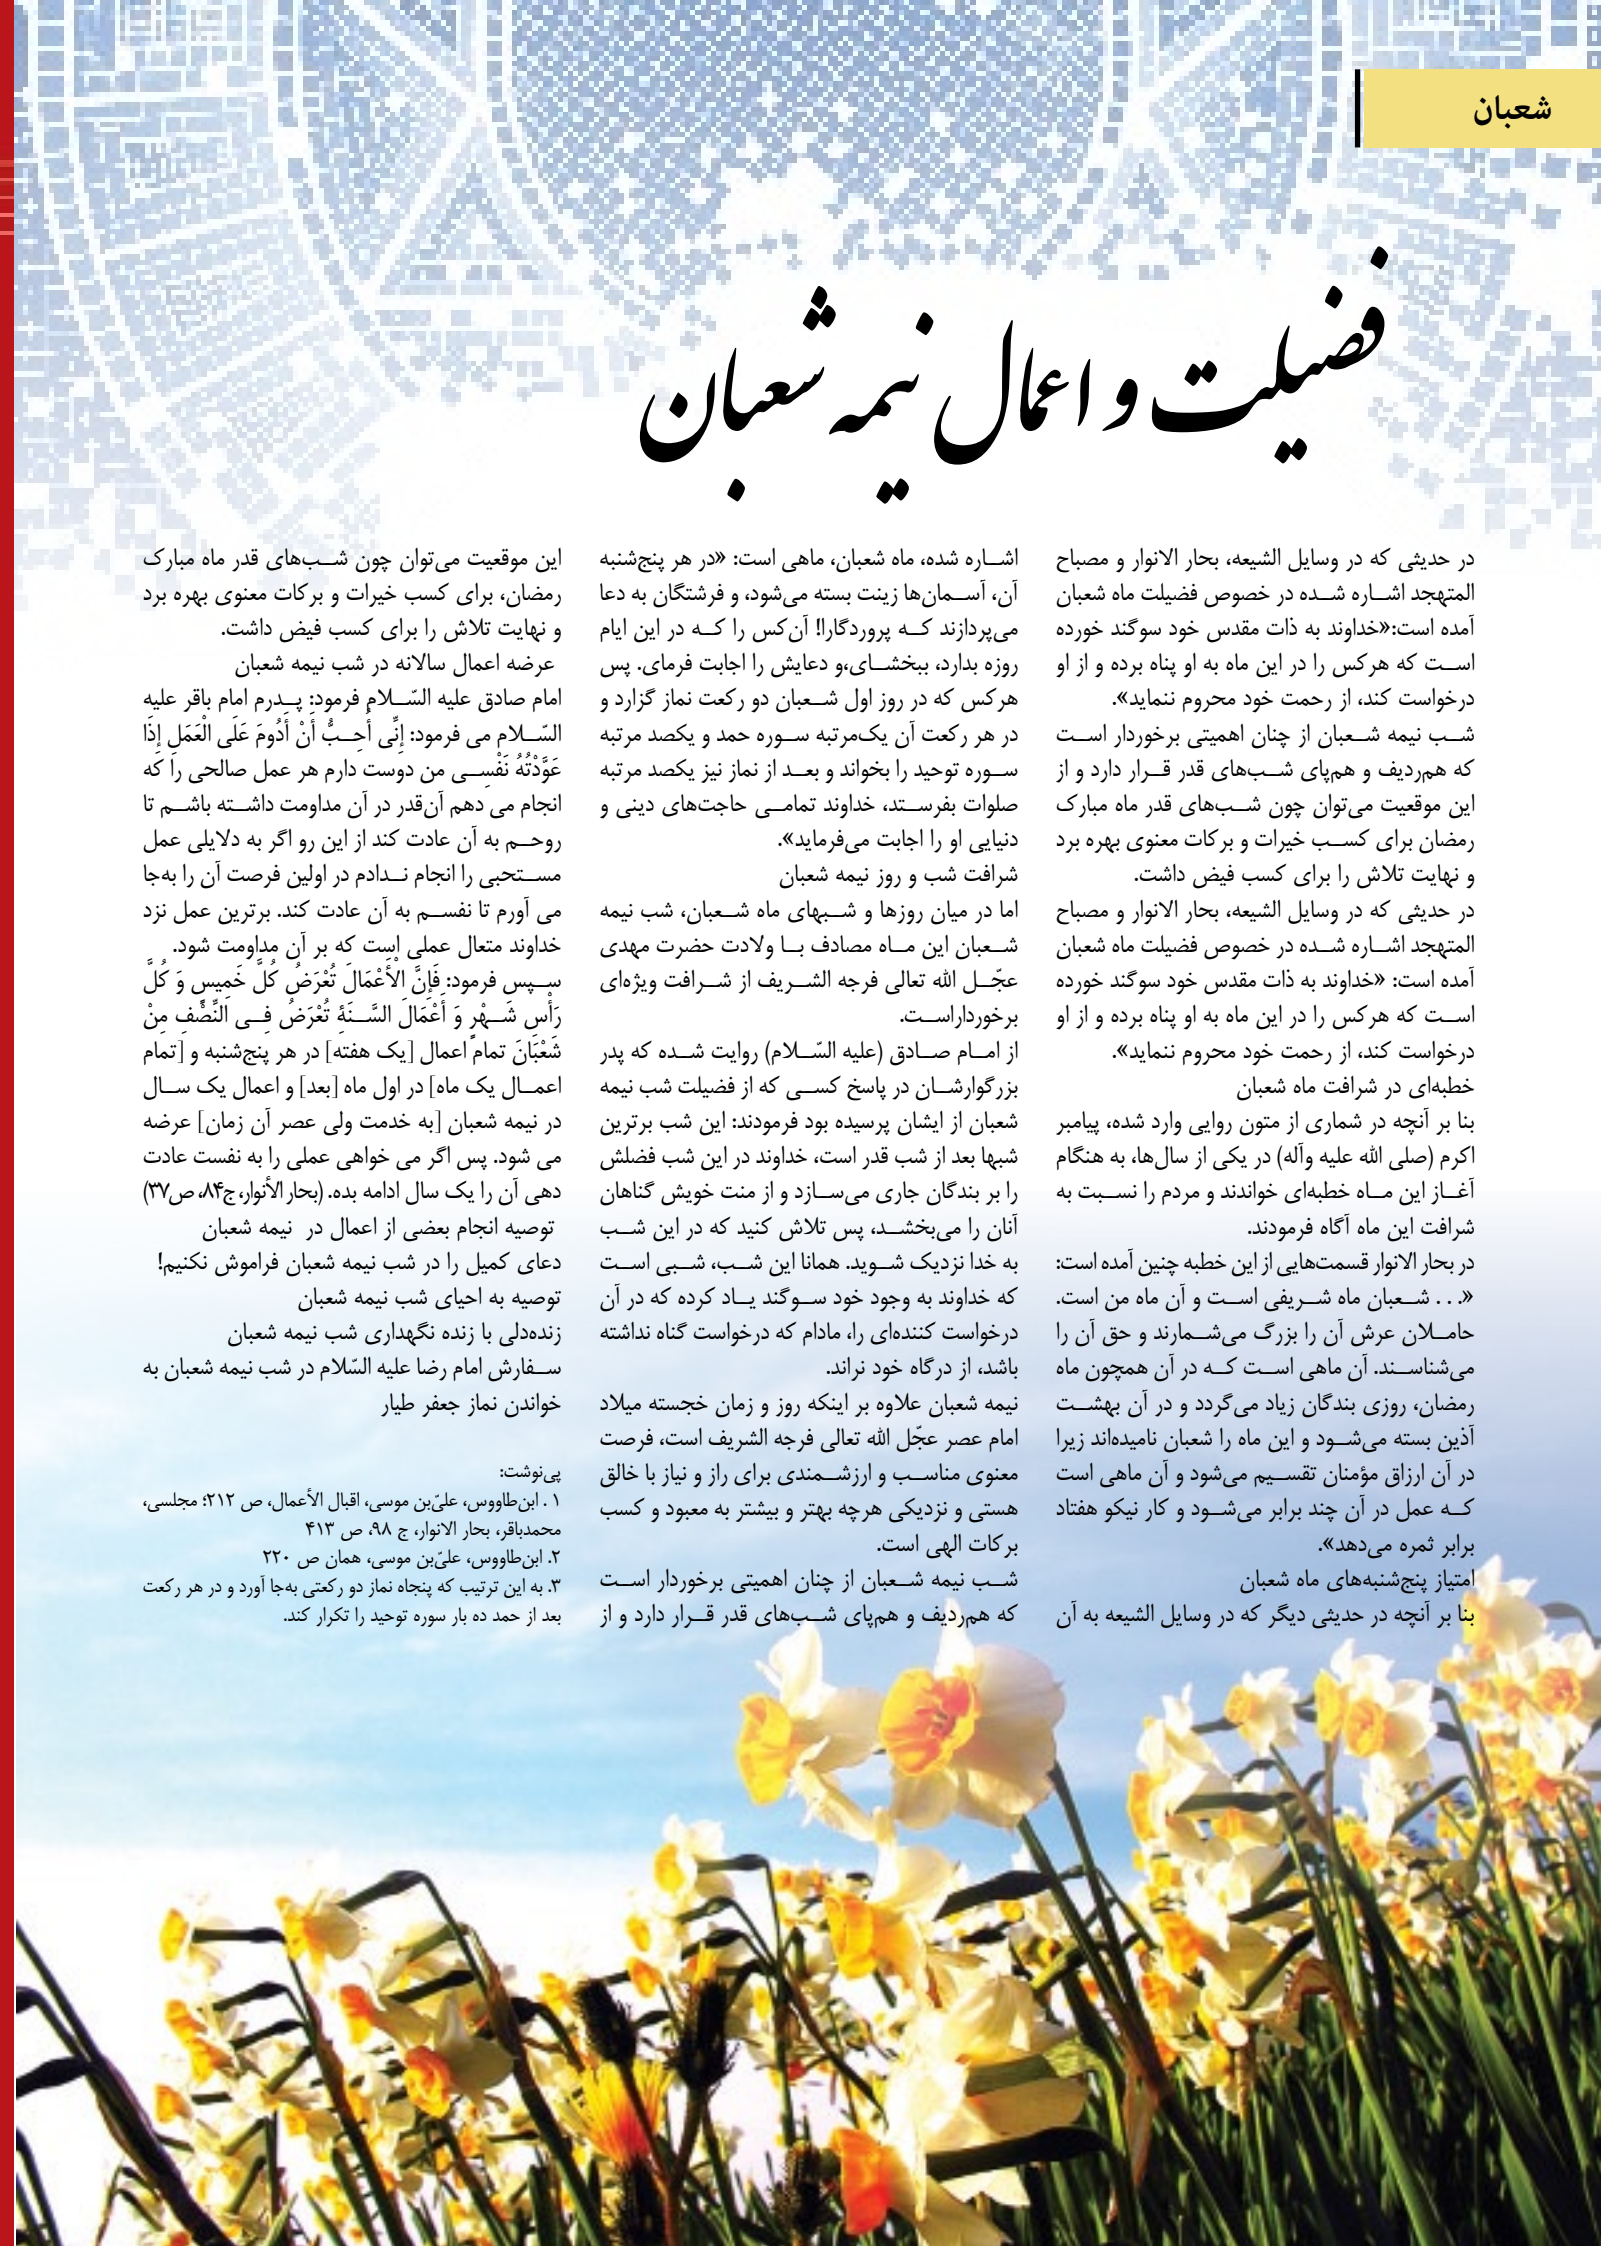 شعبان
فضیلت و اعمال نیمه شعبان
در حدیثی که در وسایل الشیعه، بحار الانوار و مصباح
المتهجد اشاره شده در خصوص فضیلت ماه شعبان
آمده است:«خداوند به ذات مقدس خود سوگند خورده
است که هرکس را در این ماه به او پناه برده و از او
درخواست کند، از رحمت خود محروم ننماید».
شب نیمه شعبان از چنان اهمیتی برخوردار است
که هم‌ردیف و هم‌پای شب‌های قدر قرار دارد و از
این موقعیت می‌توان چون شب‌های قدر ماه مبارک
رمضان برای کسب خیرات و برکات معنوی بهره برد
و نهایت تلاش را برای کسب فیض داشت.
در حدیثی که در وسایل الشیعه، بحار الانوار و مصباح
المتهجد اشاره شده در خصوص فضیلت ماه شعبان
آمده است: «خداوند به ذات مقدس خود سوگند خورده
است که هرکس را در این ماه به او پناه برده و از او
درخواست کند، از رحمت خود محروم ننماید».
خطبه‌ای در شرافت ماه شعبان
بنا بر آنچه در شماری از متون روایی وارد شده، پیامبر
اکرم (صلی الله علیه وآله) در یکی از سال‌ها، به هنگام
آغاز این ماه خطبه‌ای خواندند و مردم را نسبت به
شرافت این ماه آگاه فرمودند.
در بحار الانوار قسمت‌هایی از این خطبه چنین آمده است:
«... شعبان ماه شریفی است و آن ماه من است.
حاملان عرش آن را بزرگ می‌شمارند و حق آن را
می‌شناسند. آن ماهی است که در آن همچون ماه
رمضان، روزی بندگان زیاد می‌گردد و در آن بهشت
آذین بسته می‌شود و این ماه را شعبان نامیده‌اند زیرا
در آن ارزاق مؤمنان تقسیم می‌شود و آن ماهی است
که عمل در آن چند برابر می‌شود و کار نیکو هفتاد
برابر ثمره می‌دهد».
امتیاز پنج‌شنبه‌های ماه شعبان
بنا بر آنچه در حدیثی دیگر که در وسایل الشیعه به آن
اشاره شده، ماه شعبان، ماهی است: «در هر پنج‌شنبه
آن، آسمان‌ها زینت بسته می‌شود، و فرشتگان به دعا
می‌پردازند که پروردگارا! آن‌کس را که در این ایام
روزه بدارد، ببخشای،و دعایش را اجابت فرمای. پس
هرکس که در روز اول شعبان دو رکعت نماز گزارد و
در هر رکعت آن یک‌مرتبه سوره حمد و یکصد مرتبه
سوره توحید را بخواند و بعد از نماز نیز یکصد مرتبه
صلوات بفرستد، خداوند تمامی حاجت‌های دینی و
دنیایی او را اجابت می‌فرماید».
شرافت شب و روز نیمه شعبان
اما در میان روزها و شبهای ماه شعبان، شب نیمه
شعبان این ماه مصادف با ولادت حضرت مهدی
عجّل الله تعالی فرجه الشریف از شرافت ویژه‌ای
برخورداراست.
از امام صادق (علیه السّلام) روایت شده که پدر
بزرگوارشان در پاسخ کسی که از فضیلت شب نیمه
شعبان از ایشان پرسیده بود فرمودند: این شب برترین
شبها بعد از شب قدر است، خداوند در این شب فضلش
را بر بندگان جاری می‌سازد و از منت خویش گناهان
آنان را می‌بخشد، پس تلاش کنید که در این شب
به خدا نزدیک شوید. همانا این شب، شبی است
که خداوند به وجود خود سوگند یاد کرده که در آن
درخواست کننده‌ای را، مادام که درخواست گناه نداشته
باشد، از درگاه خود نراند.
نیمه شعبان علاوه بر اینکه روز و زمان خجسته میلاد
امام عصر عجّل الله تعالی فرجه الشریف است، فرصت
معنوی مناسب و ارزشمندی برای راز و نیاز با خالق
هستی و نزدیکی هرچه بهتر و بیشتر به معبود و کسب
برکات الهی است.
شب نیمه شعبان از چنان اهمیتی برخوردار است
که هم‌ردیف و هم‌پای شب‌های قدر قرار دارد و از
این موقعیت می‌توان چون شب‌های قدر ماه مبارک
رمضان، برای کسب خیرات و برکات معنوی بهره برد
و نهایت تلاش را برای کسب فیض داشت.
عرضه اعمال سالانه در شب نیمه شعبان
امام صادق علیه السّلام فرمود: پدرم امام باقر علیه
السّلام می فرمود: إِنِّی أُحِبُّ أَنْ أَدُومَ عَلَی الْعَمَلِ إِذَا
عَوَّدْتُهُ نَفْسِی من دوست دارم هر عمل صالحی را که
انجام می دهم آن‌قدر در آن مداومت داشته باشم تا
روحم به آن عادت کند از این رو اگر به دلایلی عمل
مستحبی را انجام ندادم در اولین فرصت آن را به‌جا
می آورم تا نفسم به آن عادت کند. برترین عمل نزد
خداوند متعال عملی است که بر آن مداومت شود.
سپس فرمود: فَإِنَّ الْأَعْمَالَ تُعْرَضُ کُلَّ خَمِیسٍ وَ کُلَّ
رَأْسِ شَهْرٍ وَ أَعْمَالَ السَّنَةِ تُعْرَضُ فِی النِّصْفِ مِنْ
شَعْبَانَ تمام اعمال [یک هفته] در هر پنج‌شنبه و [تمام
اعمال یک ماه] در اول ماه [بعد] و اعمال یک سال
در نیمه شعبان [به خدمت ولی عصر آن زمان] عرضه
می شود. پس اگر می خواهی عملی را به نفست عادت
دهی آن را یک سال ادامه بده. (بحار الأنوار، ج۸۴، ص۳۷)
توصیه انجام بعضی از اعمال در نیمه شعبان
دعای کمیل را در شب نیمه شعبان فراموش نکنیم!
توصیه به احیای شب نیمه شعبان
زنده‌دلی با زنده نگهداری شب نیمه شعبان
سفارش امام رضا علیه السّلام در شب نیمه شعبان به
خواندن نماز جعفر طیار
پی‌نوشت:
۱. ابن‌طاووس، علیّ‌بن موسی، اقبال الأعمال، ص ۲۱۲؛ مجلسی،
محمدباقر، بحار الانوار، ج ۹۸، ص ۴۱۳
۲. ابن‌طاووس، علیّ‌بن موسی، همان ص ۲۲۰
۳. به این ترتیب که پنجاه نماز دو رکعتی به‌جا آورد و در هر رکعت
بعد از حمد ده بار سوره توحید را تکرار کند.